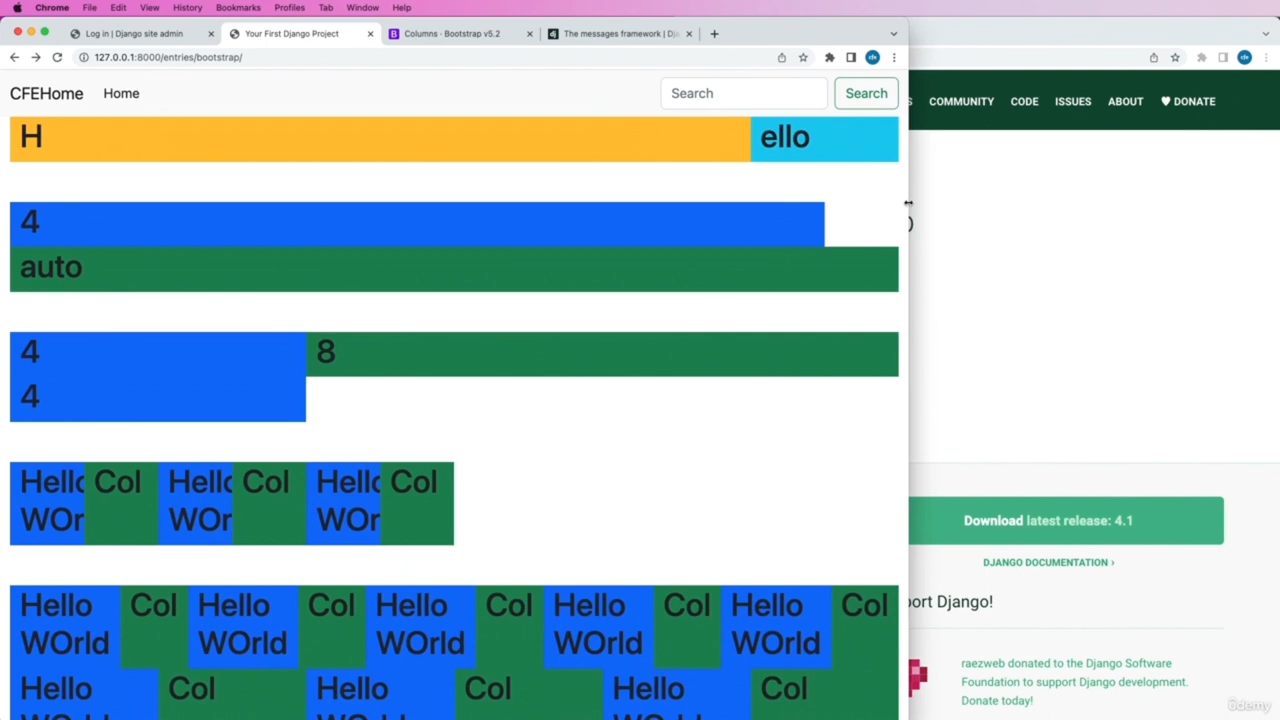 Chrome File Edit View History Bookmarks Profiles Tab Window Help
Log in | Django site admin Your First Django Project Columns · Bootstrap v5.2 The messages framework | Dj
127.0.0.1:8000/entries/bootstrap/
CFEHome Home Search Search
S COMMUNITY CODE ISSUES ABOUT DONATE
H ello
4
auto
4 8
4
Hello Col Hello Col Hello Col
WOr WOr WOr
Hello Col Hello Col Hello Col Hello Col Hello Col
WOrld WOrld WOrld WOrld WOrld
Hello Col Hello Col Hello Col
Download latest release: 4.1
DJANGO DOCUMENTATION ›
port Django!
raezweb donated to the Django Software
Foundation to support Django development.
Donate today!
ûdemy